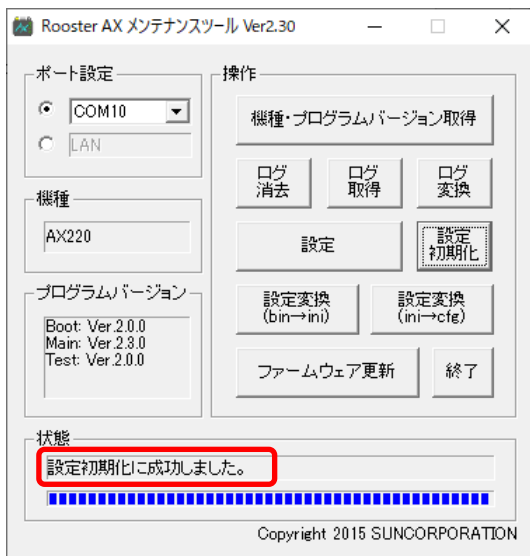 Rooster AX メンテナンスツール Ver2.30
ポート設定
COM10
LAN
機種
AX220
プログラムバージョン
Boot: Ver.2.0.0
Main: Ver.2.3.0
Test: Ver.2.0.0
操作
機種・プログラムバージョン取得
ログ
消去
ログ
取得
ログ
変換
設定
設定
初期化
設定変換
(bin→ini)
設定変換
(ini→cfg)
ファームウェア更新
終了
状態
設定初期化に成功しました。
Copyright 2015 SUNCORPORATION